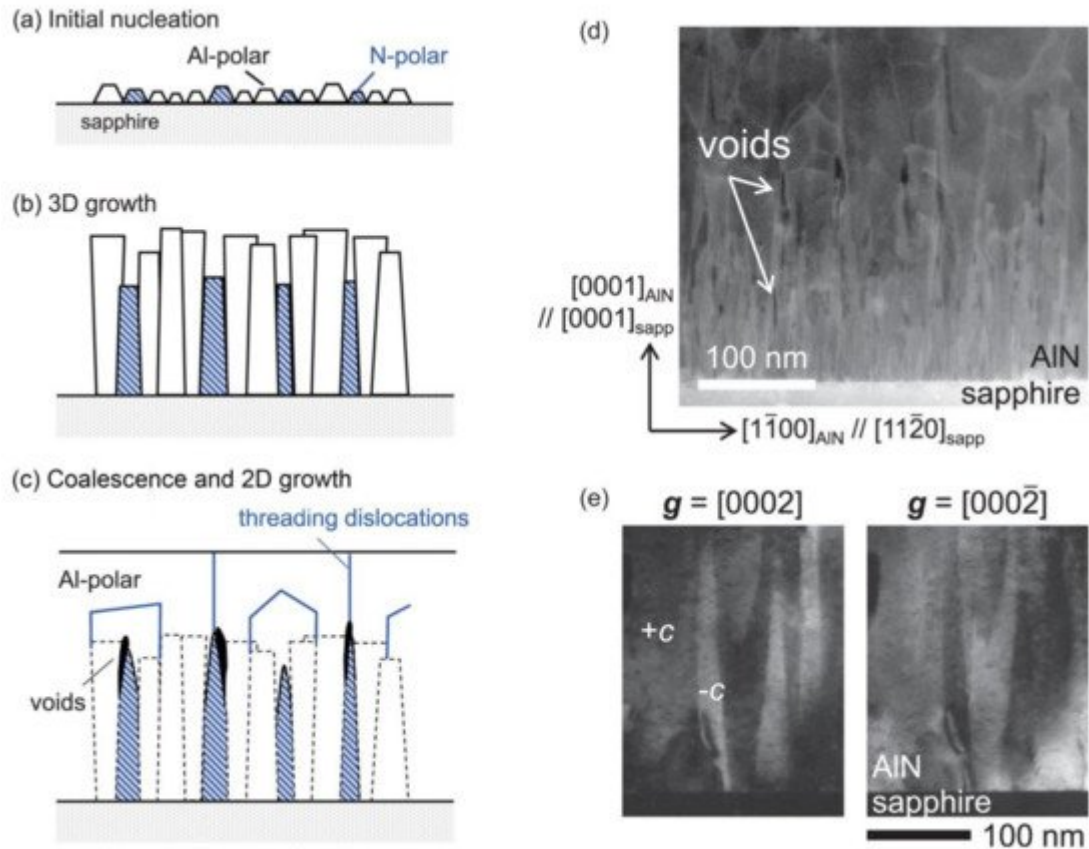 (a) Initial nucleation
Al-polar
N-polar
sapphire
(b) 3D growth
(c) Coalescence and 2D growth
threading dislocations
Al-polar
voids
(d)
voids
[0001]AlN
// [0001]sapp
100 nm
AlN
sapphire
[11̄00]AlN // [112̄0]sapp
(e)
g = [0002]
g = [0002̄]
+c
-c
AlN
sapphire
100 nm